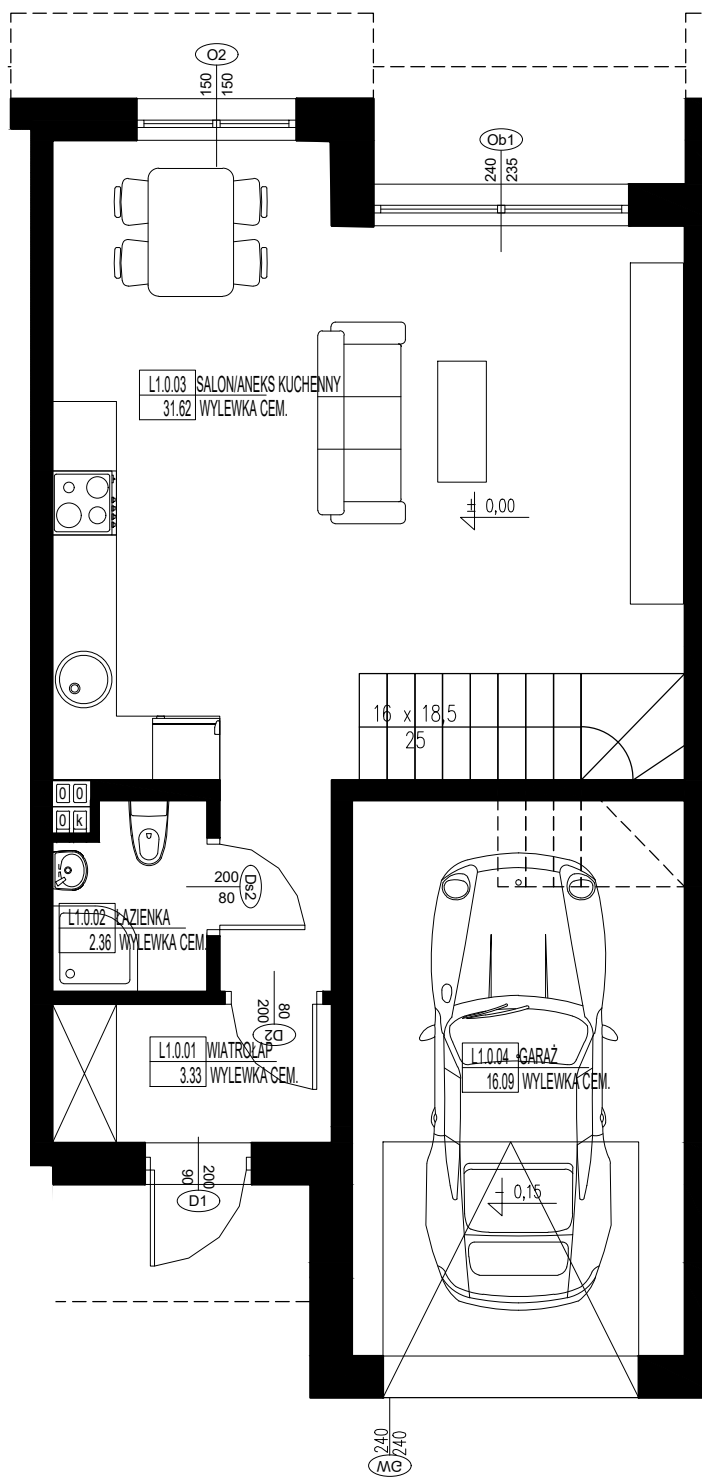 O2
150
150
Ob1
240
235
L1.0.03 SALON/ANEKS KUCHENNY
31.62 WYLEWKA CEM.
± 0,00
16 x 18,5
25
0 0
0 k
200
80
Ds2
L1.0.02 ŁAZIENKA
2.36 WYLEWKA CEM.
80
200
D2
L1.0.01 WIATROŁAP
3.33 WYLEWKA CEM.
L1.0.04 GARAŻ
16.09 WYLEWKA CEM.
200
90
D1
- 0,15
240
240
GW